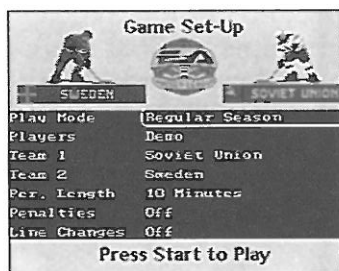 Game Set-Up
SWEDEN
SOVIET UNION
Play Mode Regular Season
Players Demo
Team 1 Soviet Union
Team 2 Sweden
Per. Length 10 Minutes
Penalties Off
Line Changes Off
Press Start to Play